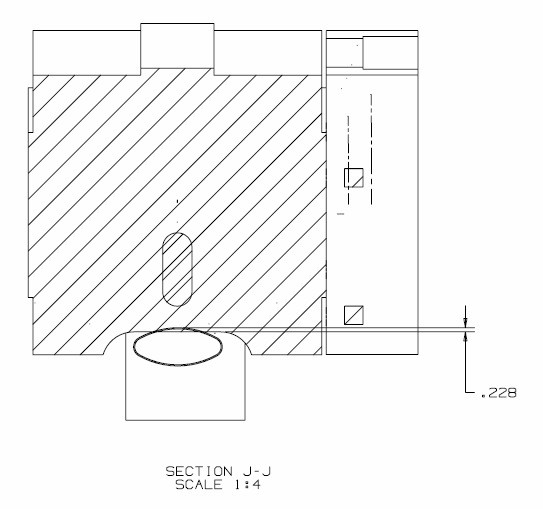 .228
SECTION J-J
SCALE 1:4